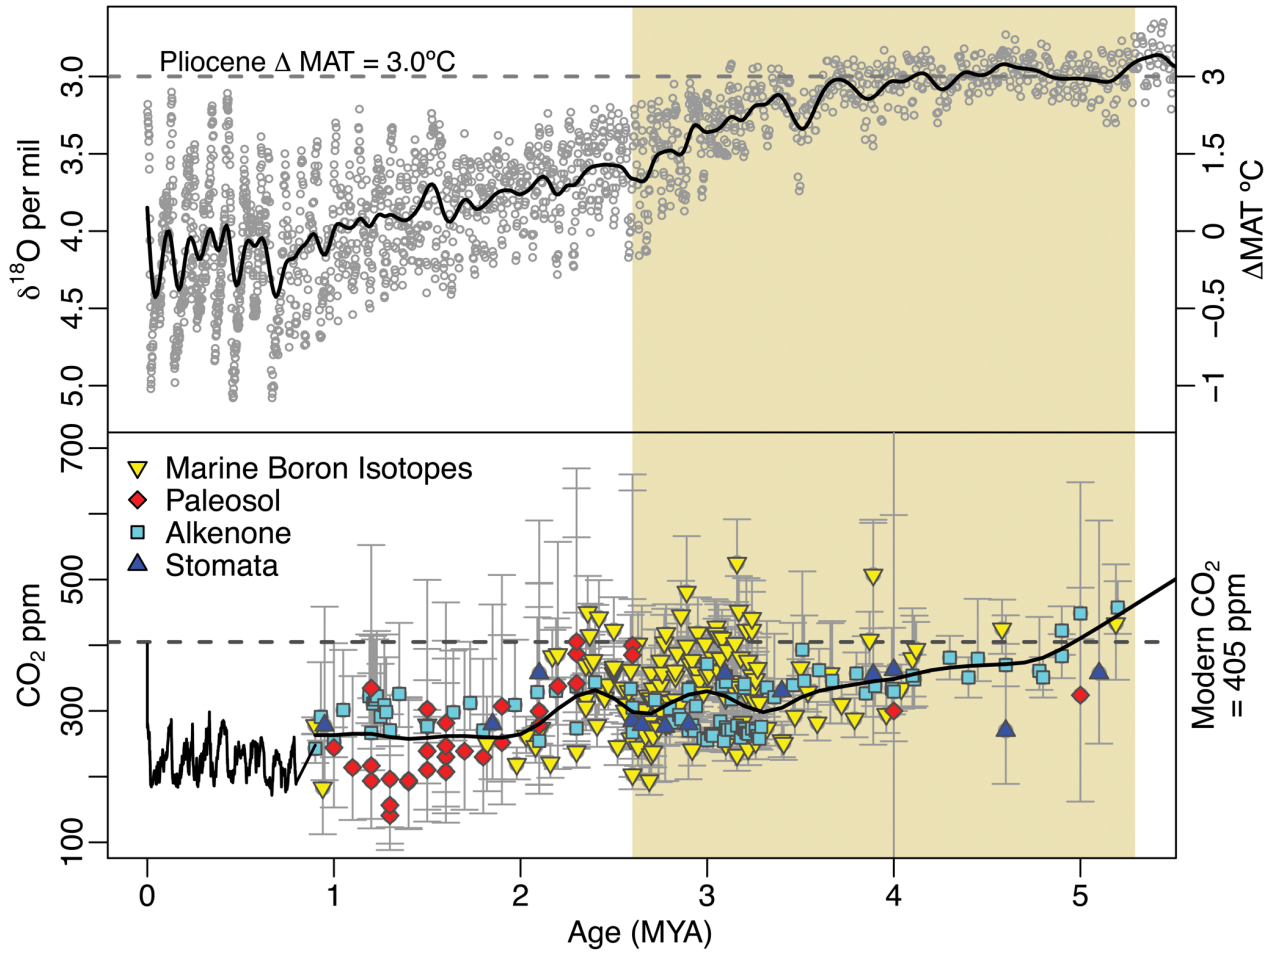 Pliocene Δ MAT = 3.0ºC
δ18O per mil
3.0
3.5
4.0
4.5
5.0
3
1.5
0
−0.5
−1
ΔMAT ºC
CO2 ppm
700
500
300
100
Marine Boron Isotopes
Paleosol
Alkenone
Stomata
Modern CO2
= 405 ppm
0 1 2 3 4 5
Age (MYA)